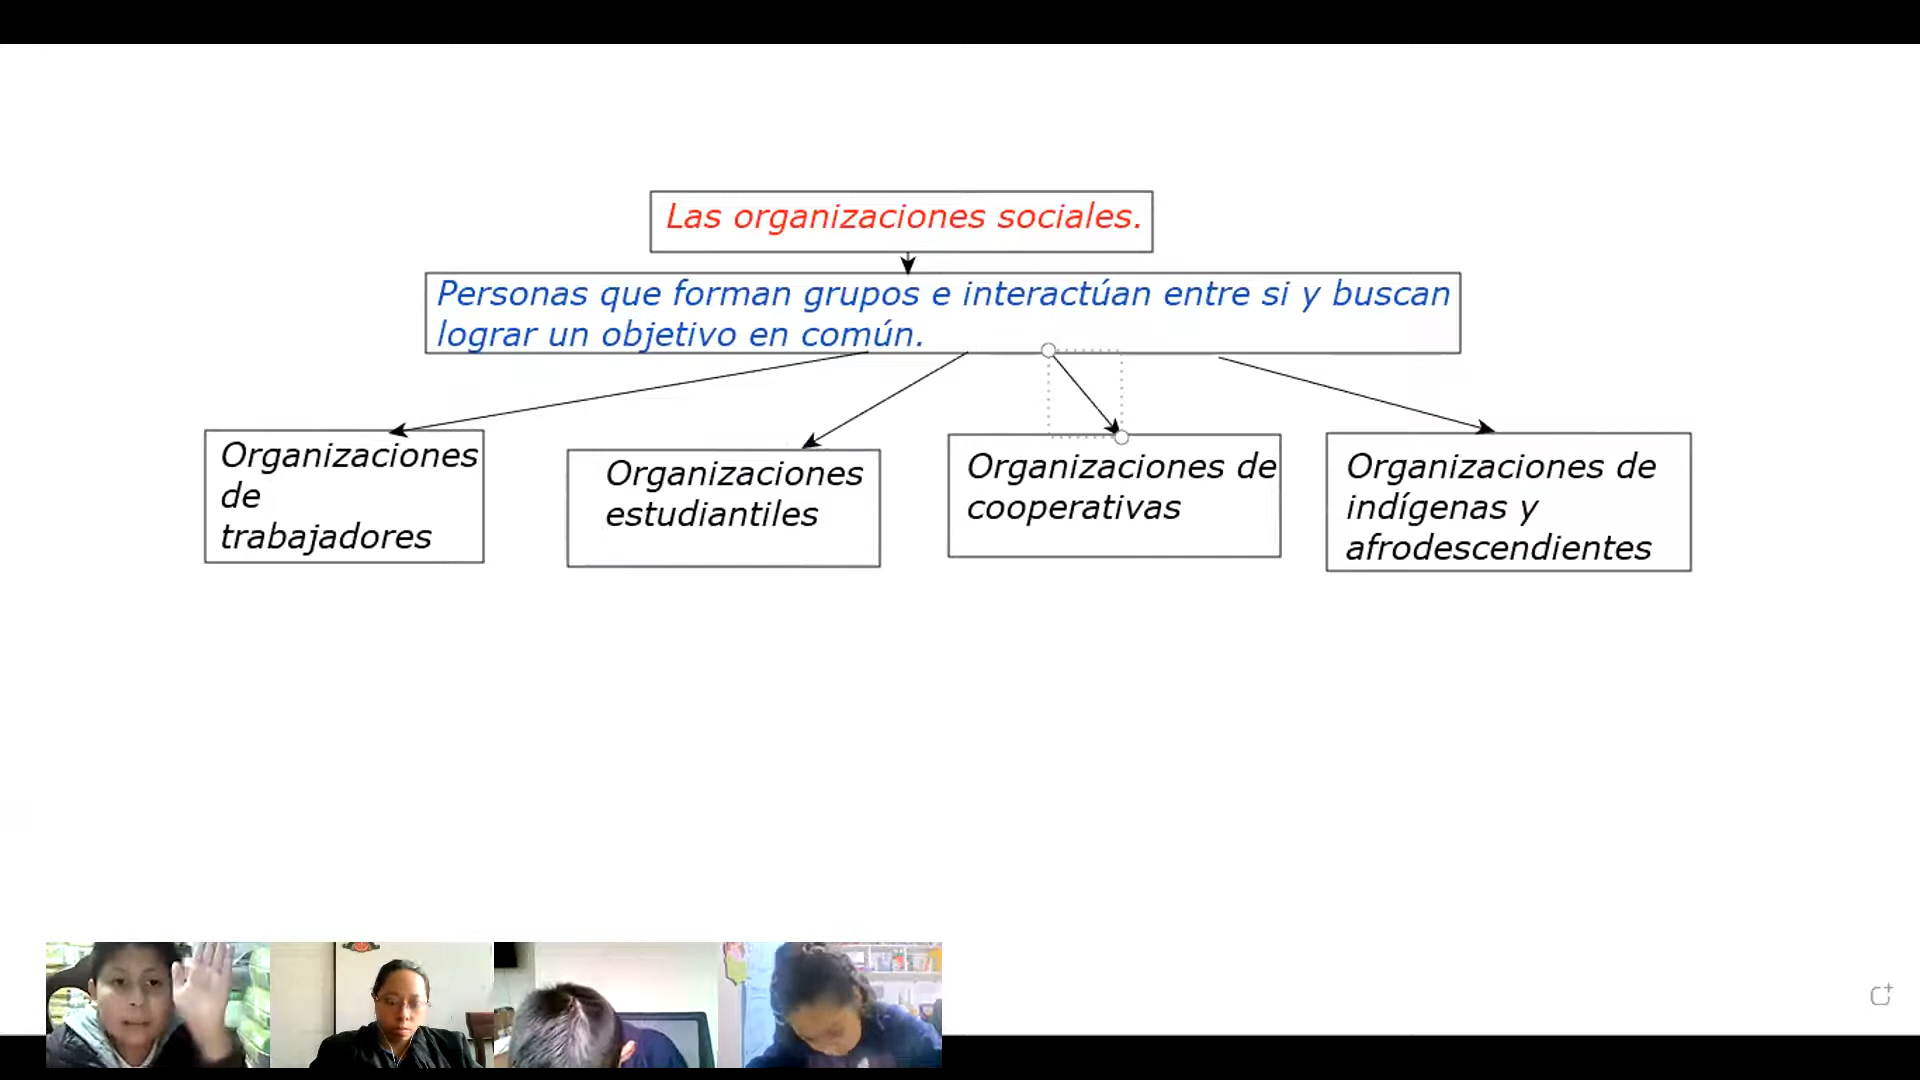 Las organizaciones sociales.
Personas que forman grupos e interactúan entre si y buscan
lograr un objetivo en común.
Organizaciones
de
trabajadores
Organizaciones
estudiantiles
Organizaciones de
cooperativas
Organizaciones de
indígenas y
afrodescendientes